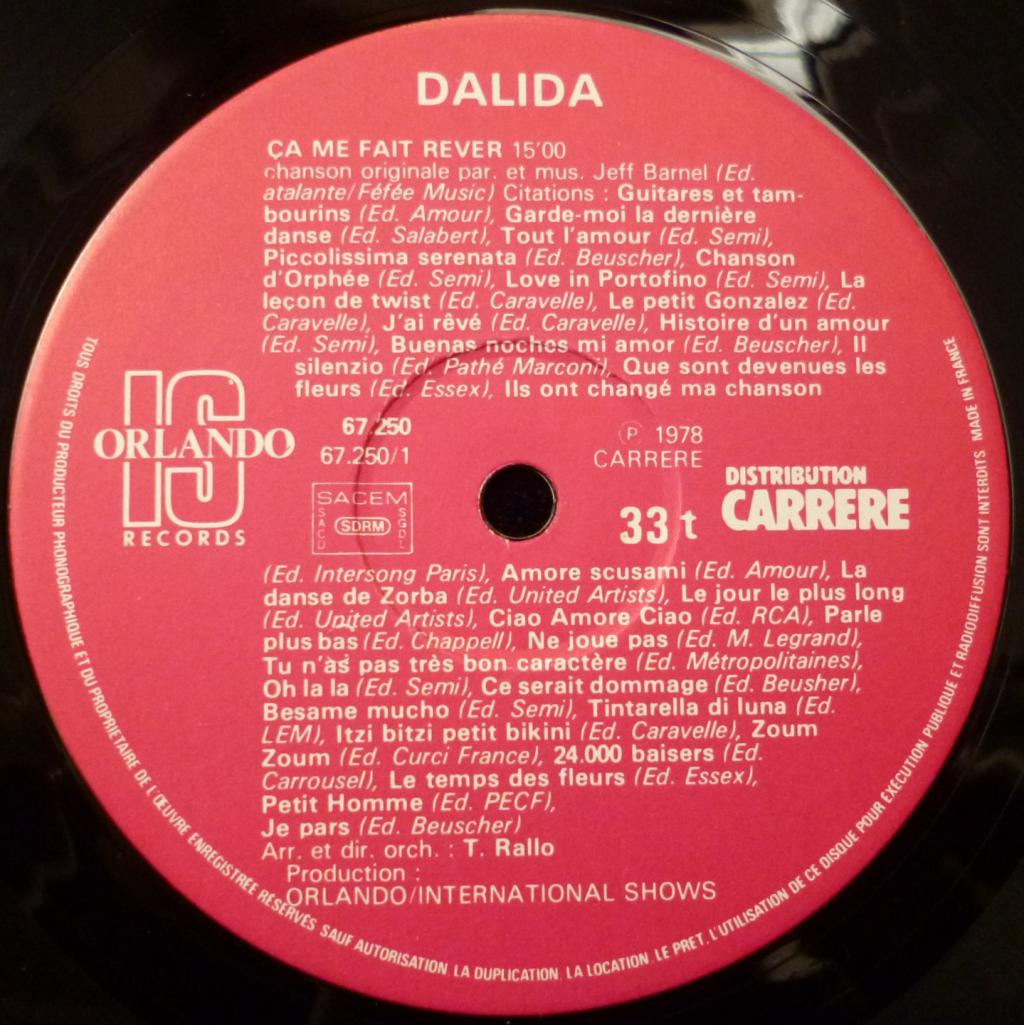 DALIDA
ÇA ME FAIT REVER 15'00
chanson originale par. et mus. Jeff Barnel (Ed.
atalante/Féfée Music) Citations : Guitares et tam-
bourins (Ed. Amour), Garde-moi la dernière
danse (Ed. Salabert), Tout l'amour (Ed. Semi),
Piccolissima serenata (Ed. Beuscher), Chanson
d'Orphée (Ed. Semi), Love in Portofino (Ed. Semi), La
leçon de twist (Ed. Caravelle), Le petit Gonzalez (Ed.
Caravelle), J'ai rêvé (Ed. Caravelle), Histoire d'un amour
(Ed. Semi), Buenas noches mi amor (Ed. Beuscher), Il
silenzio (Ed. Pathé Marconi), Que sont devenues les
fleurs (Ed. Essex), Ils ont changé ma chanson
IS
ORLANDO
RECORDS
67.250
67.250/1
SACEM
SACD
SDRM
SGDL
℗ 1978
CARRERE
33 t
DISTRIBUTION
CARRERE
(Ed. Intersong Paris), Amore scusami (Ed. Amour), La
danse de Zorba (Ed. United Artists), Le jour le plus long
(Ed. United Artists), Ciao Amore Ciao (Ed. RCA), Parle
plus bas (Ed. Chappell), Ne joue pas (Ed. M. Legrand),
Tu n'as pas très bon caractère (Ed. Métropolitaines),
Oh la la (Ed. Semi), Ce serait dommage (Ed. Beusher),
Besame mucho (Ed. Semi), Tintarella di luna (Ed.
LEM), Itzi bitzi petit bikini (Ed. Caravelle), Zoum
Zoum (Ed. Curci France), 24.000 baisers (Ed.
Carrousel), Le temps des fleurs (Ed. Essex),
Petit Homme (Ed. PECF),
Je pars (Ed. Beuscher)
Arr. et dir. orch. : T. Rallo
Production :
ORLANDO/INTERNATIONAL SHOWS
TOUS DROITS DU PRODUCTEUR PHONOGRAPHIQUE ET DU PROPRIETAIRE DE L'ŒUVRE ENREGISTREE RESERVES SAUF AUTORISATION, LA DUPLICATION, LA LOCATION, LE PRET, L'UTILISATION DE CE DISQUE POUR EXECUTION PUBLIQUE ET RADIODIFFUSION SONT INTERDITS MADE IN FRANCE